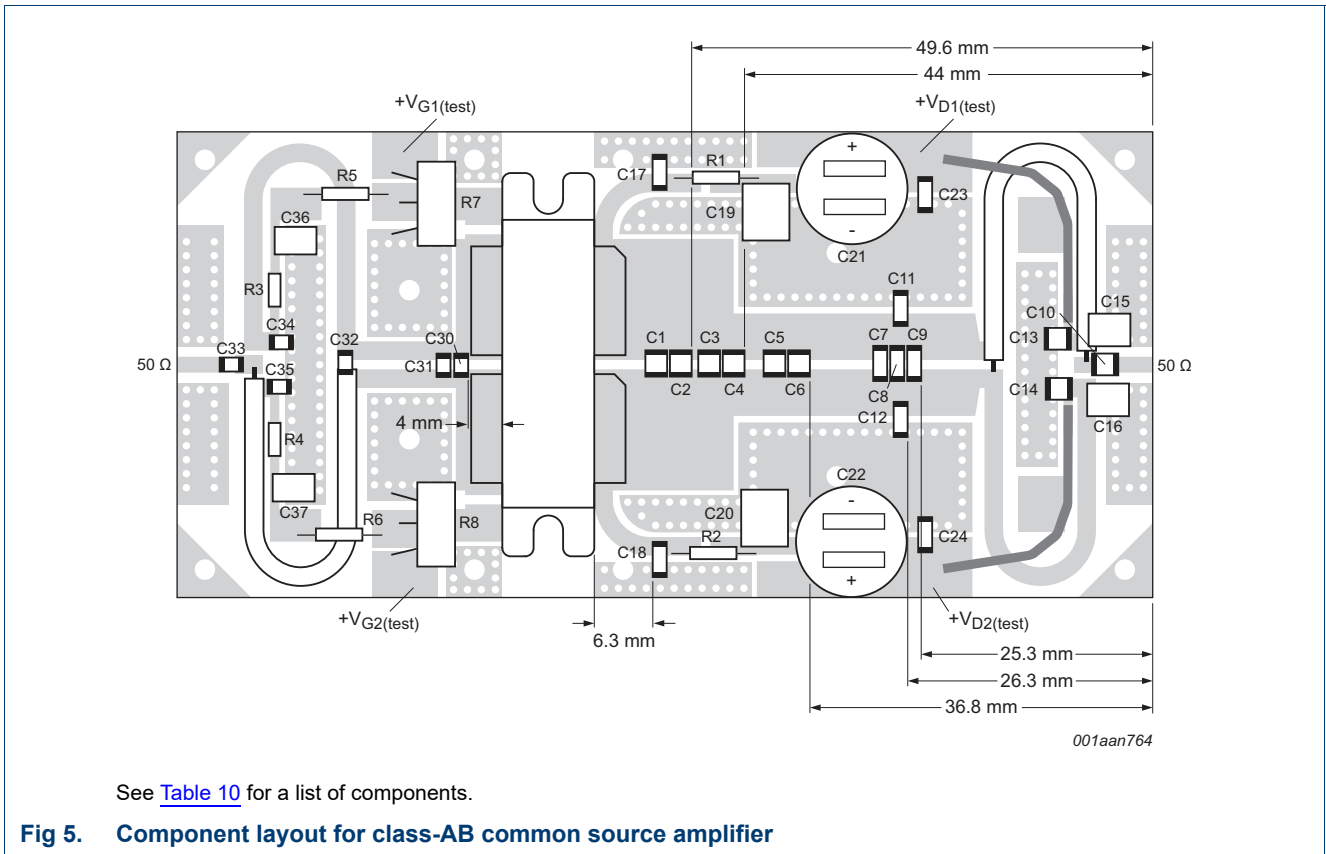 49.6 mm
44 mm
+VG1(test)
+VD1(test)
R5
R7
C36
R3
C34
C33
C32
C35
50 Ω
C30
C31
4 mm
R4
C37
R6
R8
+VG2(test)
C17
R1
C19
+
-
C21
C23
C11
C1
C3
C5
C7
C9
C2
C4
C6
C8
C12
C10
C15
C13
C14
C16
50 Ω
C22
-
+
C20
C18
R2
C24
+VD2(test)
6.3 mm
25.3 mm
26.3 mm
36.8 mm
001aan764
See Table 10 for a list of components.
Fig 5. Component layout for class-AB common source amplifier